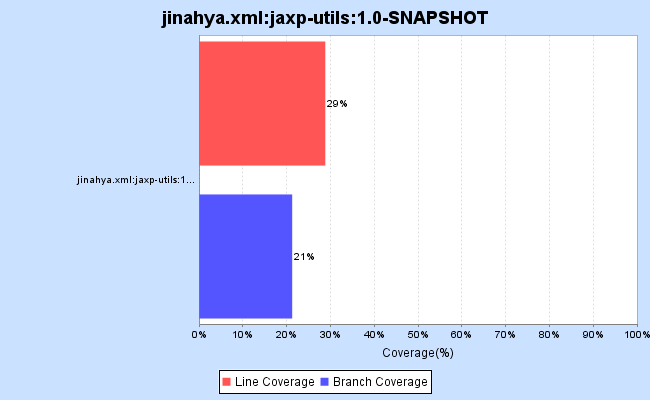 jinahya.xml:jaxp-utils:1.0-SNAPSHOT
29%
jinahya.xml:jaxp-utils:1...
21%
0% 10% 20% 30% 40% 50% 60% 70% 80% 90% 100%
Coverage(%)
Line Coverage Branch Coverage